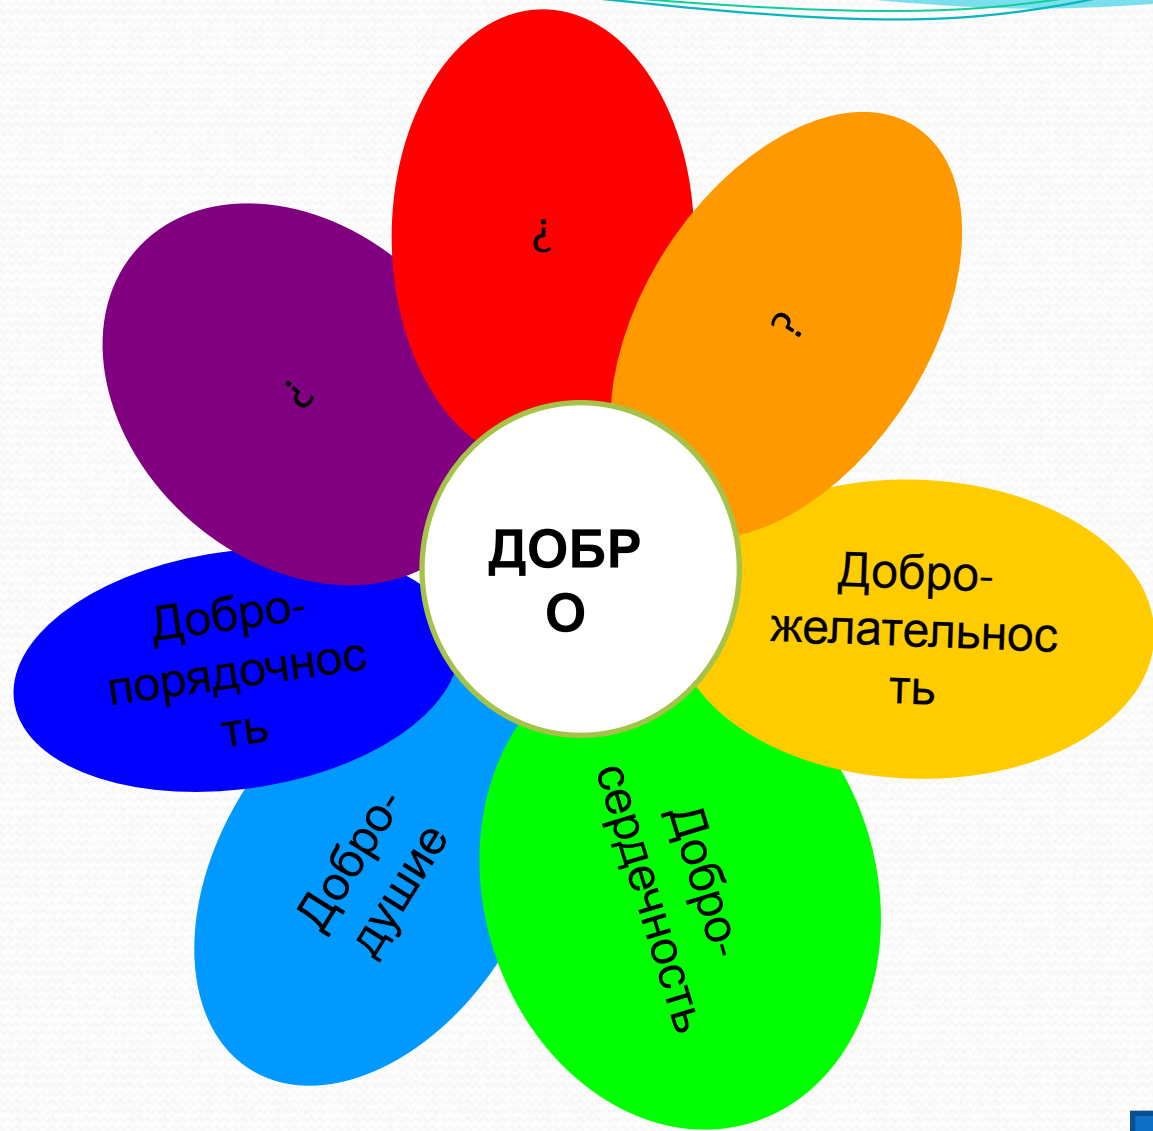 ?
?
?
ДОБР
О
Добро-
желательнос
ть
Добро-
сердечность
Добро-
душие
Добро-
порядочнос
ть